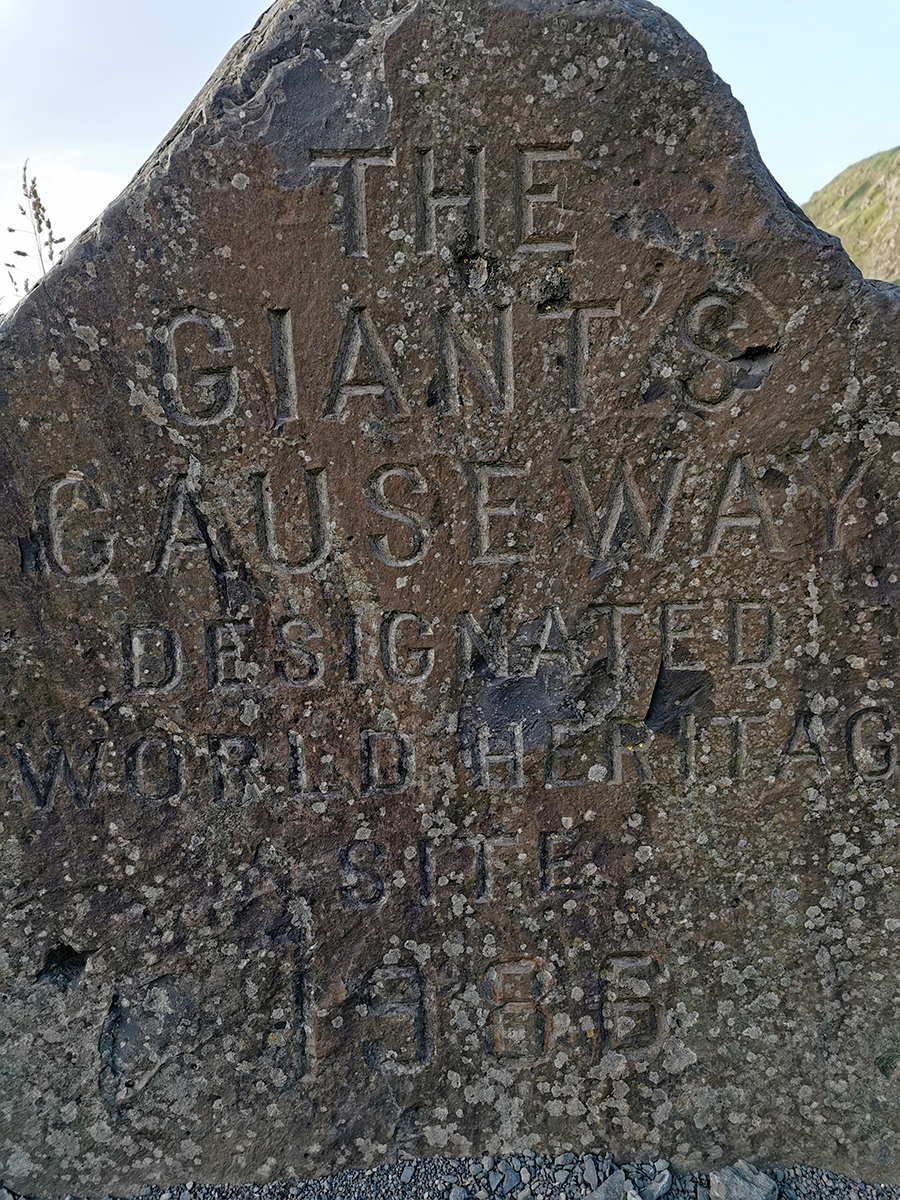 THE
GIANT'S
CAUSEWAY
DESIGNATED
WORLD HERITAG
SITE
1986